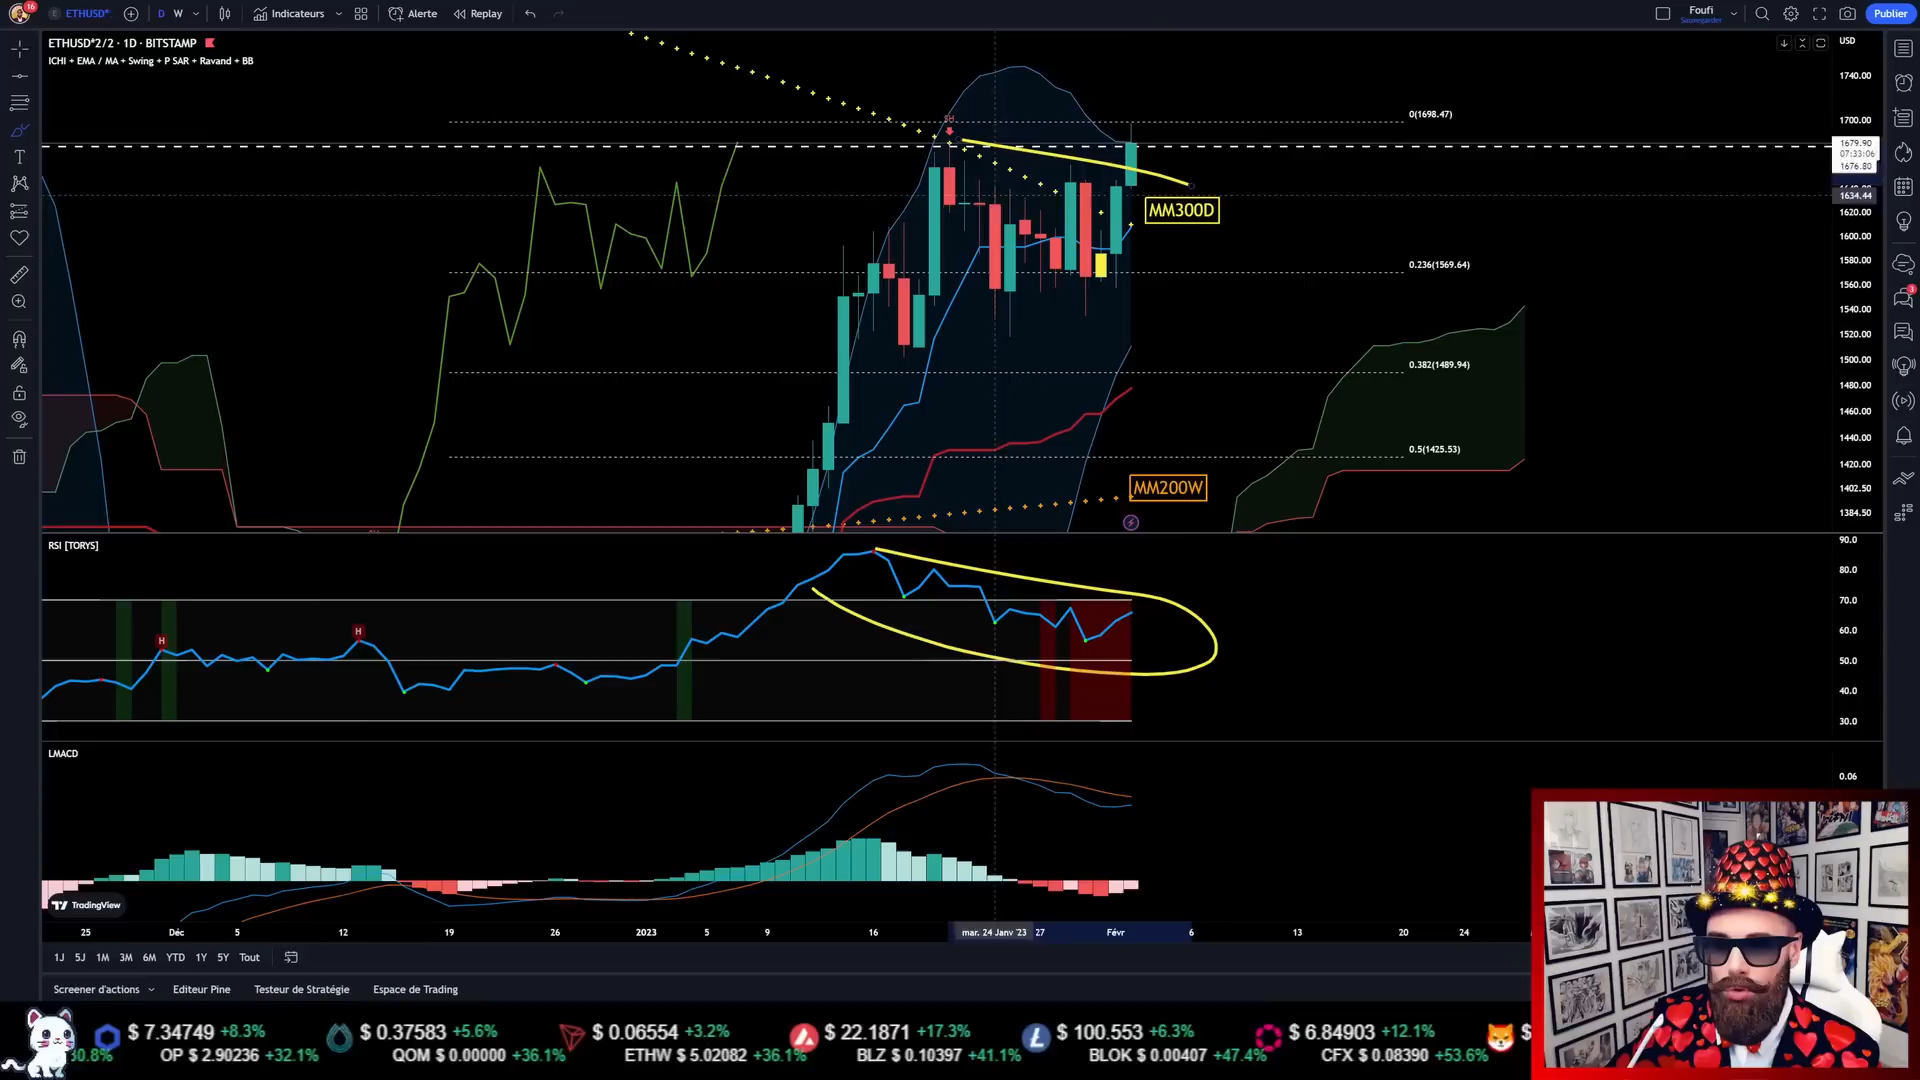 16 ETHUSD* D W Indicateurs Alerte Replay Foufi Sauvegarder Publier
ETHUSD*2/2 · 1D · BITSTAMP
ICHI + EMA / MA + Swing + P SAR + Ravand + BB
USD
1740.00
1700.00
1679.90
07:33:06
1676.80
1634.44
1620.00
1600.00
1580.00
1560.00
1540.00
1520.00
1500.00
1480.00
1460.00
1440.00
1420.00
1402.50
1384.50
0(1698.47)
0.236(1569.64)
0.382(1489.94)
0.5(1425.53)
SH
MM300D
MM200W
3
RSI [TORYS]
H
H
90.0
80.0
70.0
60.0
50.0
40.0
30.0
LMACD
0.06
TradingView
25 Déc 5 12 19 26 2023 5 9 16 mar. 24 Janv '23 27 Févr 6 13 20 24
1J 5J 1M 3M 6M YTD 1Y 5Y Tout
Screener d'actions Editeur Pine Testeur de Stratégie Espace de Trading
$ 7.34749 +8.3% $ 0.37583 +5.6% $ 0.06554 +3.2% $ 22.1871 +17.3% $ 100.553 +6.3% $ 6.84903 +12.1% $
30.8% OP $ 2.90236 +32.1% QOM $ 0.00000 +36.1% ETHW $ 5.02082 +36.1% BLZ $ 0.10397 +41.1% BLOK $ 0.00407 +47.4% CFX $ 0.08390 +53.6%